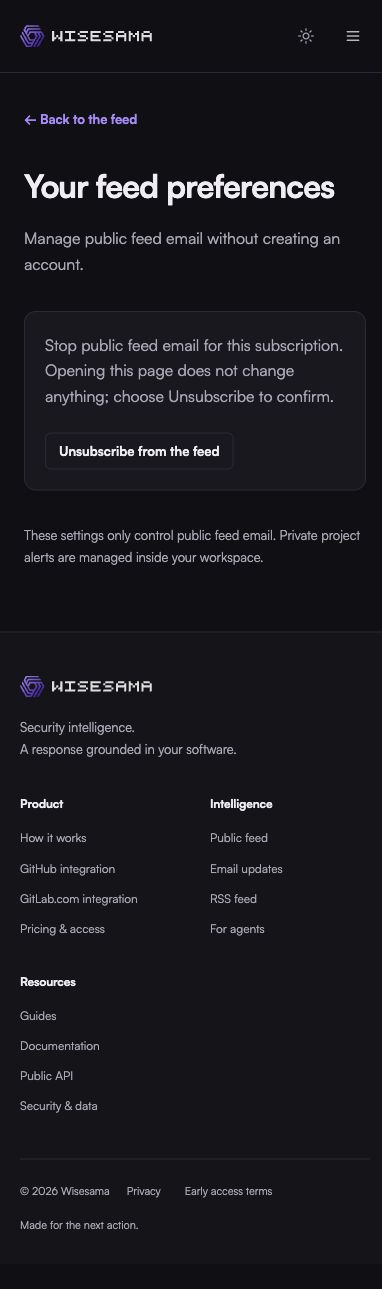 WISESAMA
← Back to the feed
Your feed preferences
Manage public feed email without creating an
account.
Stop public feed email for this subscription.
Opening this page does not change
anything; choose Unsubscribe to confirm.
Unsubscribe from the feed
These settings only control public feed email. Private project
alerts are managed inside your workspace.
WISESAMA
Security intelligence.
A response grounded in your software.
Product
How it works
GitHub integration
GitLab.com integration
Pricing & access
Intelligence
Public feed
Email updates
RSS feed
For agents
Resources
Guides
Documentation
Public API
Security & data
© 2026 Wisesama Privacy Early access terms
Made for the next action.